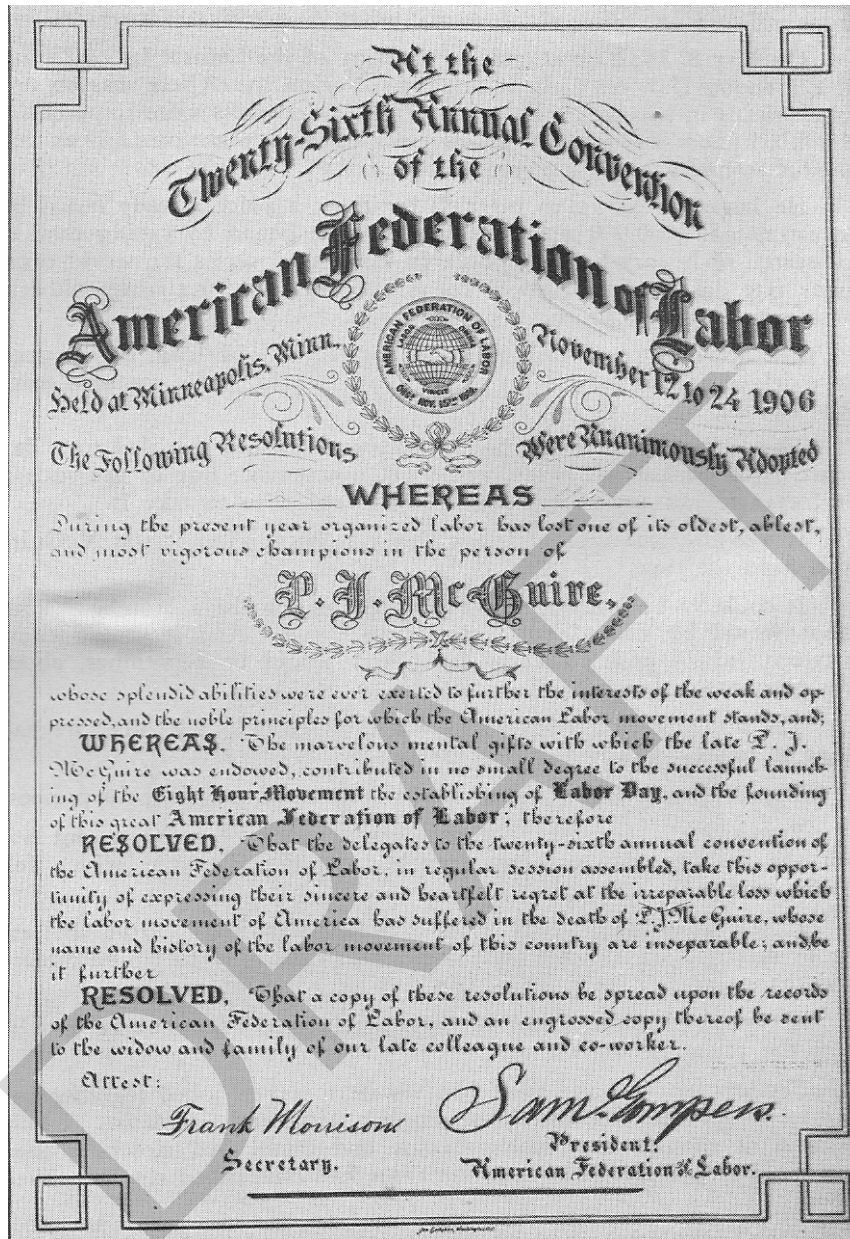 At the
Twenty-Sixth Annual Convention
of the
American Federation of Labor
AMERICAN FEDERATION OF LABOR
LABOR
OMNIA
VINCIT
Held at Minneapolis, Minn.,
November 12 to 24 1906
The Following Resolutions
Were Unanimously Adopted
WHEREAS
During the present year organized labor has lost one of its oldest, ablest,
and most vigorous champions in the person of
P. J. McGuire,
whose splendid abilities were ever exerted to further the interests of the weak and op-
pressed, and the noble principles for which the American Labor movement stands, and;
WHEREAS. The marvelous mental gifts with which the late P. J.
McGuire was endowed, contributed in no small degree to the successful launch-
ing of the Eight Hour Movement the establishing of Labor Day, and the founding
of this great American Federation of Labor; therefore
RESOLVED, That the delegates to the twenty-sixth annual convention of
the American Federation of Labor, in regular session assembled, take this oppor-
tunity of expressing their sincere and heartfelt regret at the irreparable loss which
the labor movement of America has suffered in the death of P. J. McGuire, whose
name and history of the labor movement of this country are inseparable; and, be
it further
RESOLVED, That a copy of these resolutions be spread upon the records
of the American Federation of Labor, and an engrossed copy thereof be sent
to the widow and family of our late colleague and co-worker.
Attest:
Frank Morrison
Saml Gompers.
Secretary.
President.
American Federation of Labor.
DRAFT